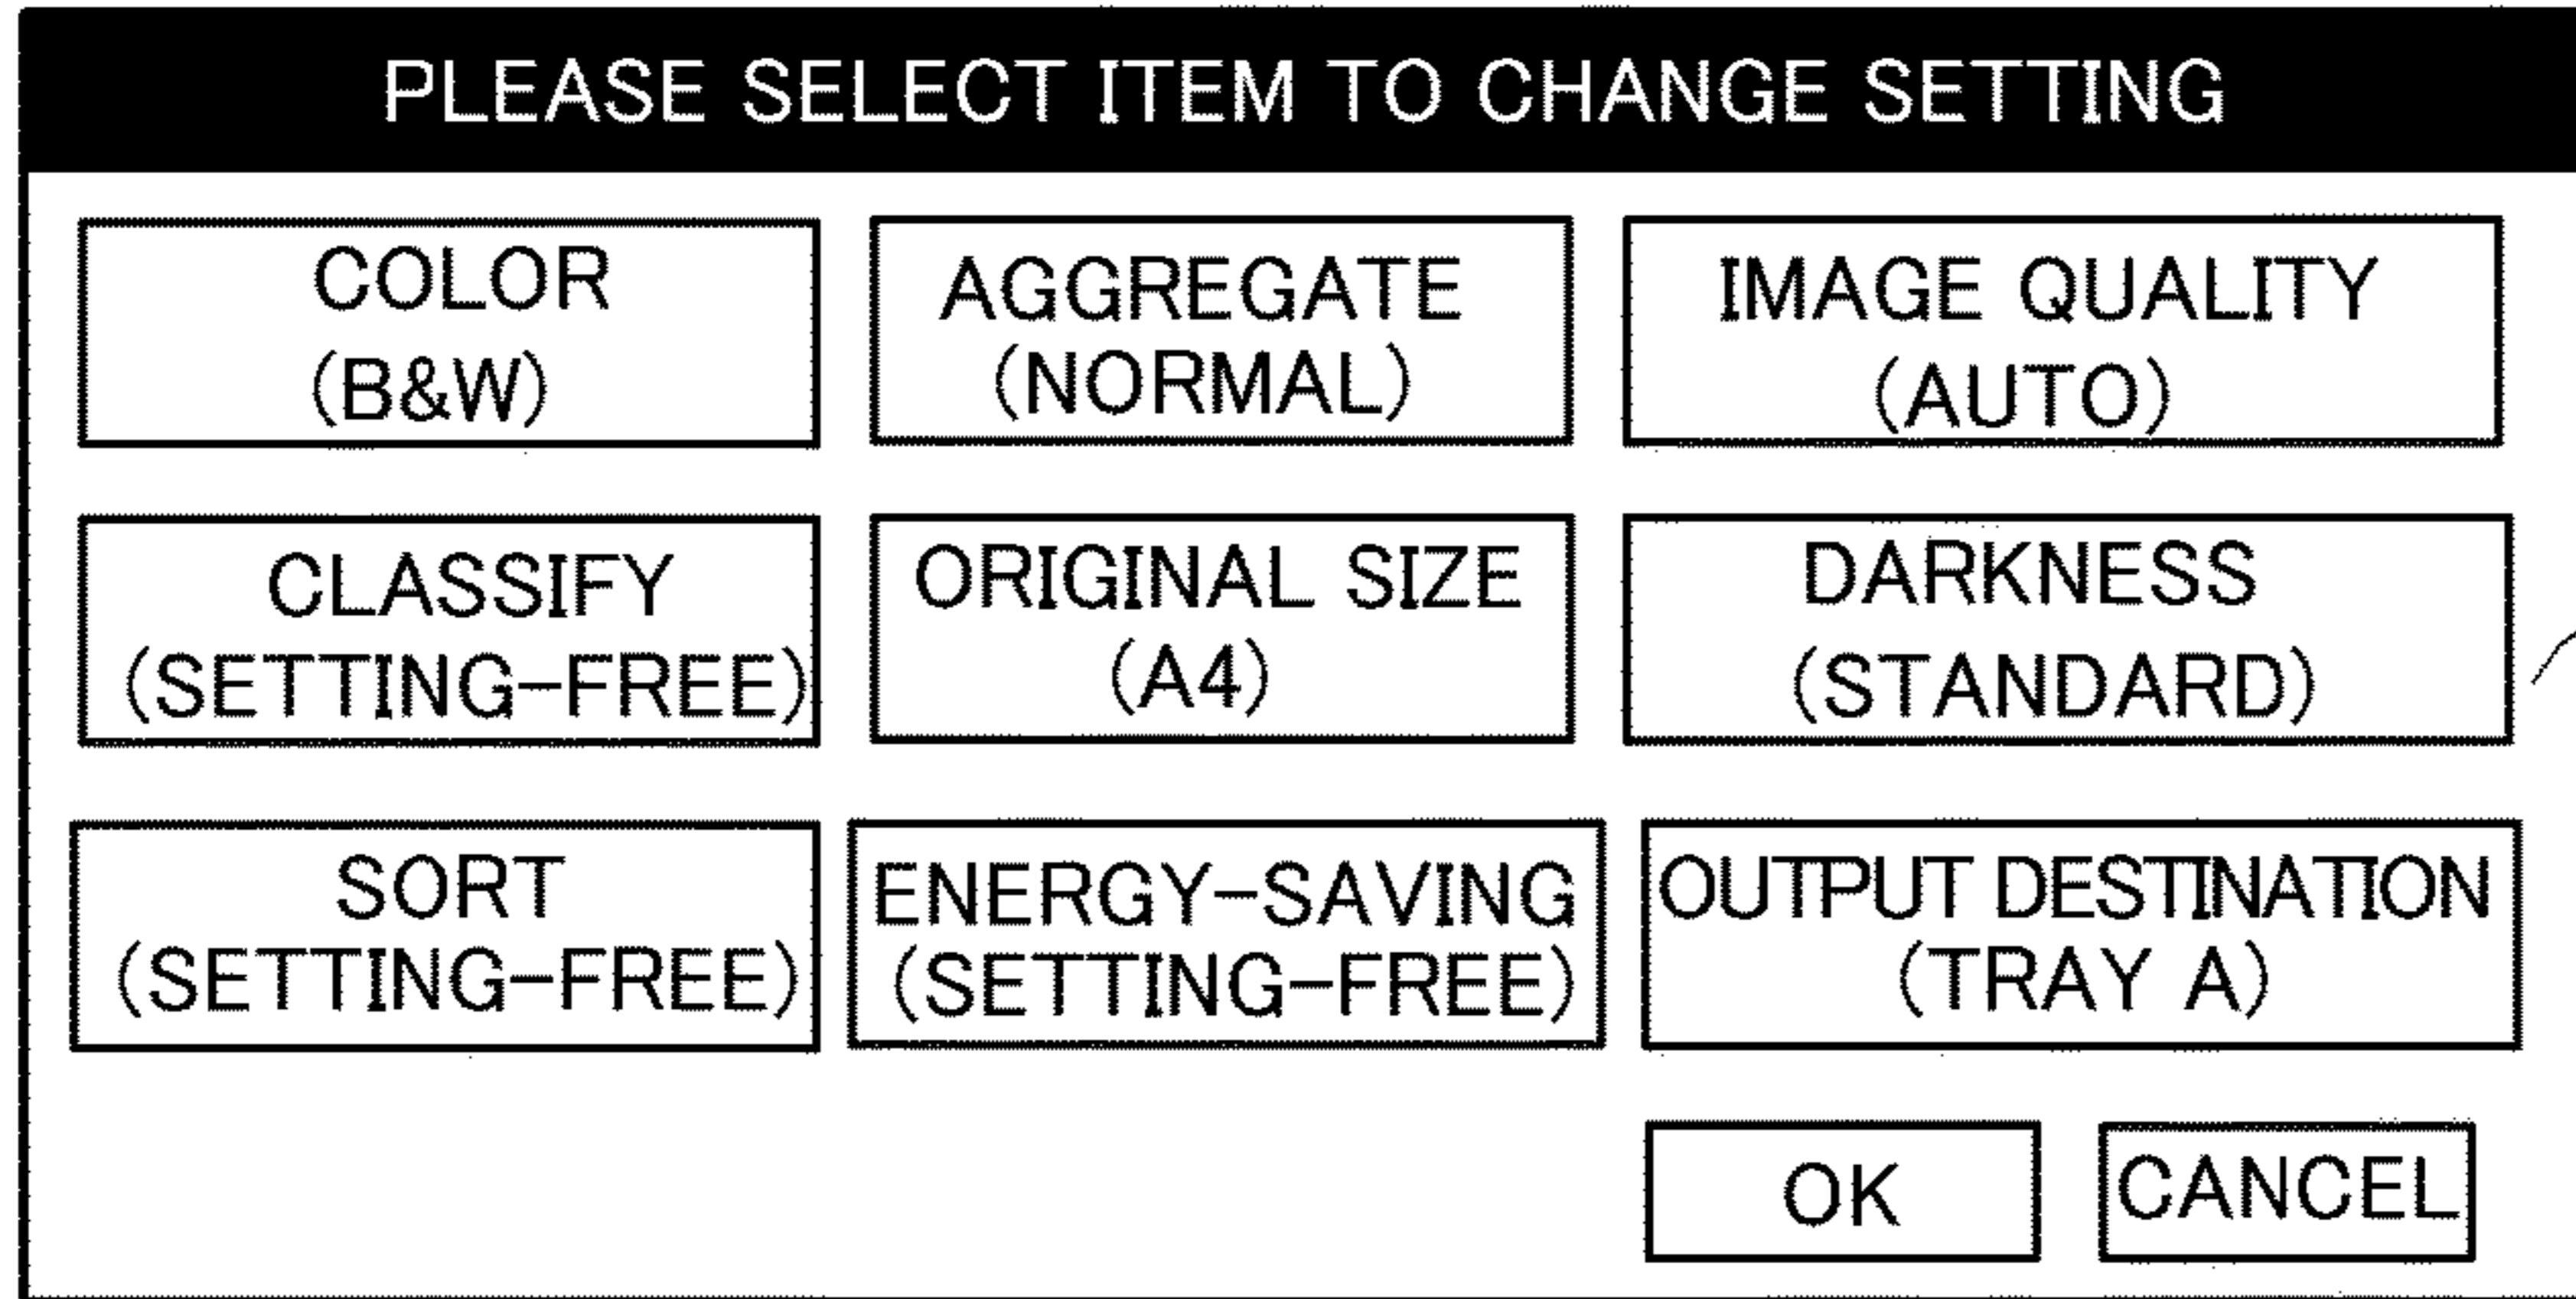 PLEASE SELECT ITEM TO CHANGE SETTING
COLOR
(B&W)
AGGREGATE
(NORMAL)
IMAGE QUALITY
(AUTO)
CLASSIFY
(SETTING-FREE)
ORIGINAL SIZE
(A4)
DARKNESS
(STANDARD)
SORT
(SETTING-FREE)
ENERGY-SAVING
(SETTING-FREE)
OUTPUT DESTINATION
(TRAY A)
OK
CANCEL